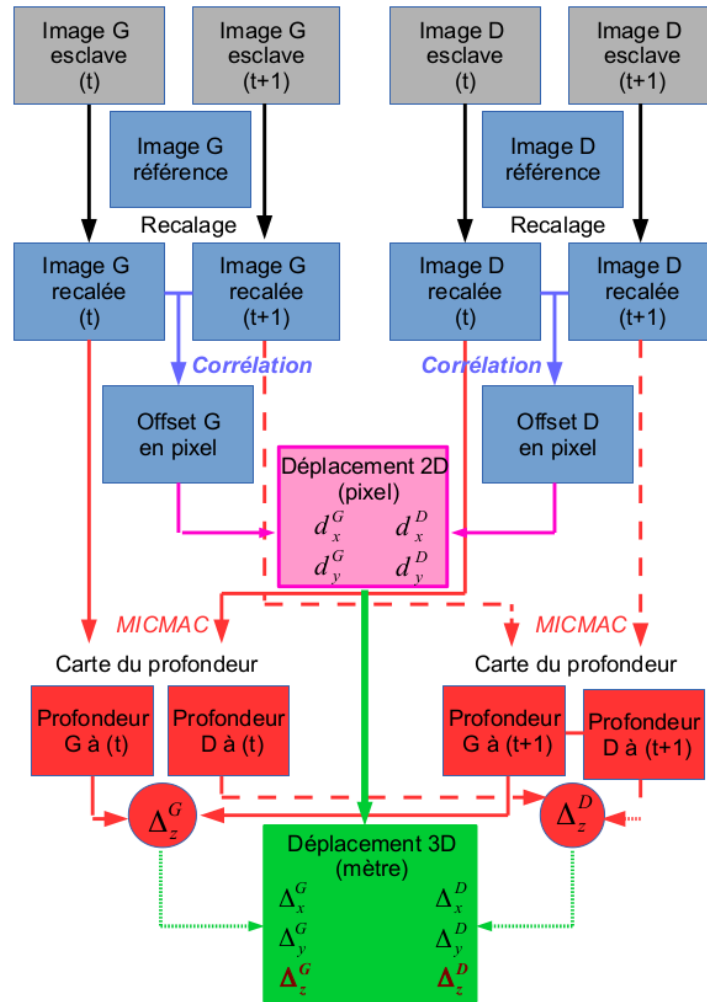 Image G
esclave
(t)
Image G
esclave
(t+1)
Image D
esclave
(t)
Image D
esclave
(t+1)
Image G
référence
Image D
référence
Recalage
Recalage
Image G
recalée
(t)
Image G
recalée
(t+1)
Image D
recalée
(t)
Image D
recalée
(t+1)
Corrélation
Corrélation
Offset G
en pixel
Offset D
en pixel
Déplacement 2D
(pixel)
d_x^G d_x^D
d_y^G d_y^D
MICMAC
MICMAC
Carte du profondeur
Carte du profondeur
Profondeur
G à (t)
Profondeur
D à (t)
Profondeur
G à (t+1)
Profondeur
D à (t+1)
Δ_z^G
Δ_z^D
Déplacement 3D
(mètre)
Δ_x^G Δ_x^D
Δ_y^G Δ_y^D
Δ_z^G Δ_z^D